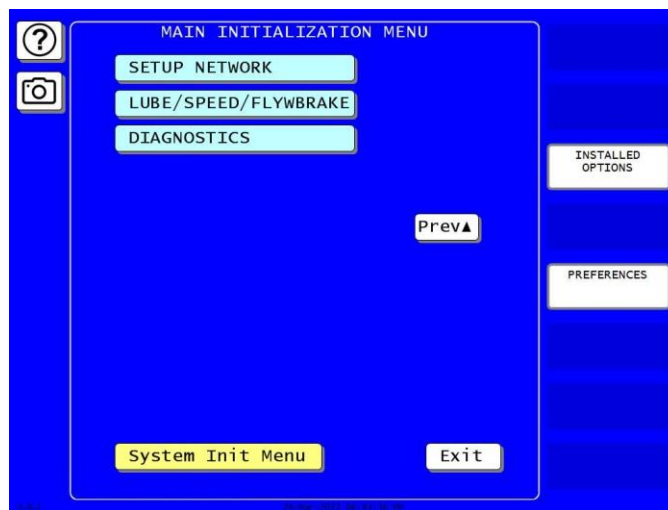 ?
MAIN INITIALIZATION MENU
SETUP NETWORK
LUBE/SPEED/FLYWBRAKE
DIAGNOSTICS
INSTALLED
OPTIONS
Prev▲
PREFERENCES
System Init Menu
Exit